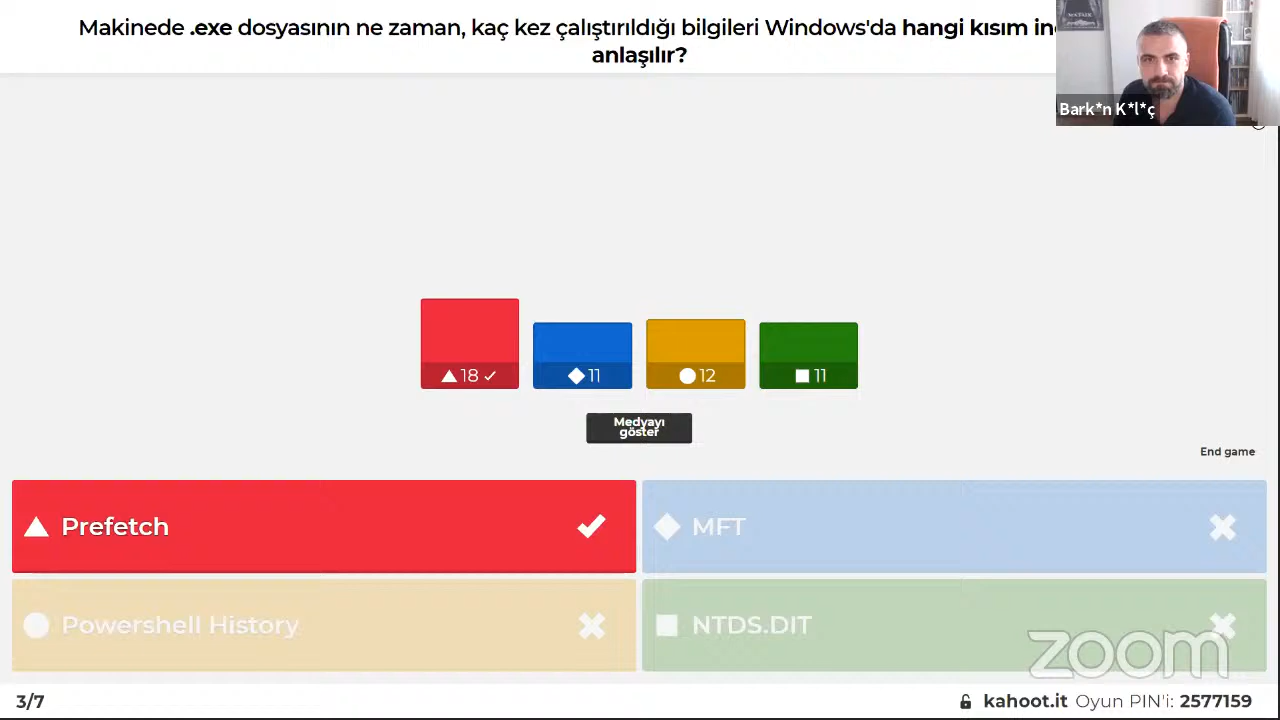 Makinede .exe dosyasının ne zaman, kaç kez çalıştırıldığı bilgileri Windows'da hangi kısım
anlaşılır?
Bark*n K*l*ç
18
11
12
11
Medyayı
göster
End game
Prefetch
MFT
Powershell History
NTDS.DIT
zoom
3/7
kahoot.it Oyun PIN'i: 2577159